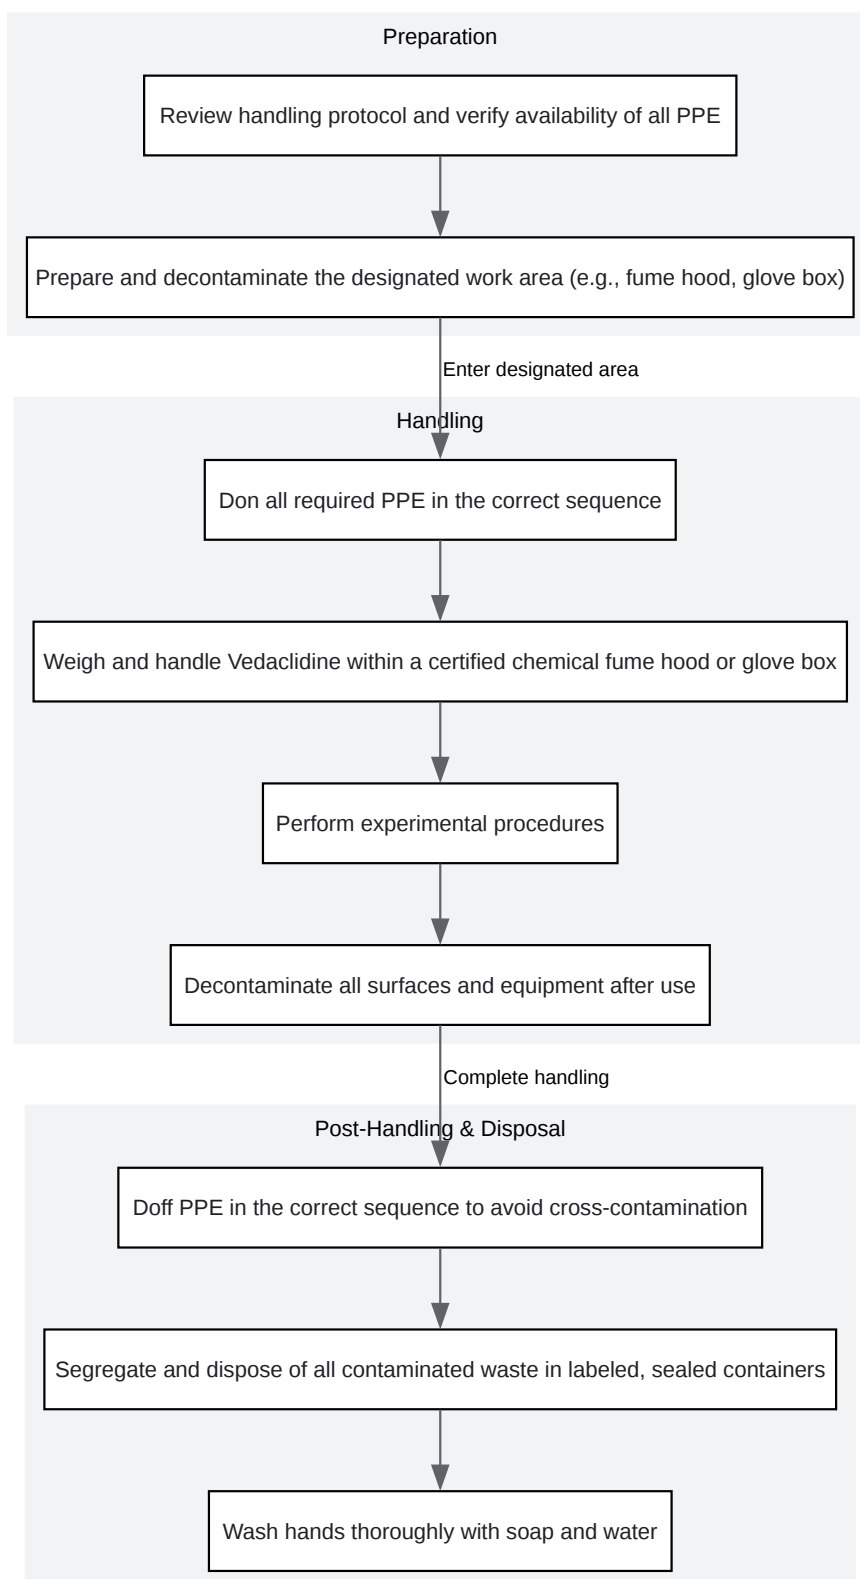 Preparation
Review handling protocol and verify availability of all PPE
Prepare and decontaminate the designated work area (e.g., fume hood, glove box)
Enter designated area
Handling
Don all required PPE in the correct sequence
Weigh and handle Vedaclidine within a certified chemical fume hood or glove box
Perform experimental procedures
Decontaminate all surfaces and equipment after use
Complete handling
Post-Handling & Disposal
Doff PPE in the correct sequence to avoid cross-contamination
Segregate and dispose of all contaminated waste in labeled, sealed containers
Wash hands thoroughly with soap and water